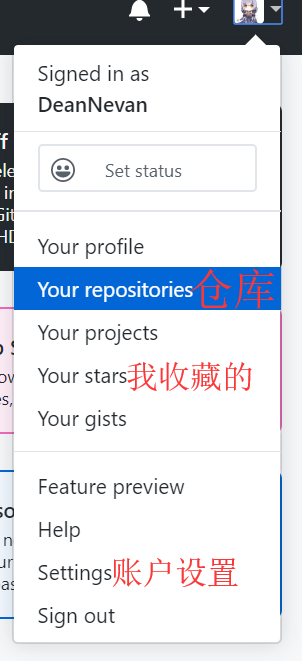 Signed in as
DeanNevan
Set status
Your profile
Your repositories仓库
Your projects
Your stars我收藏的
Your gists
Feature preview
Help
Settings账户设置
Sign out